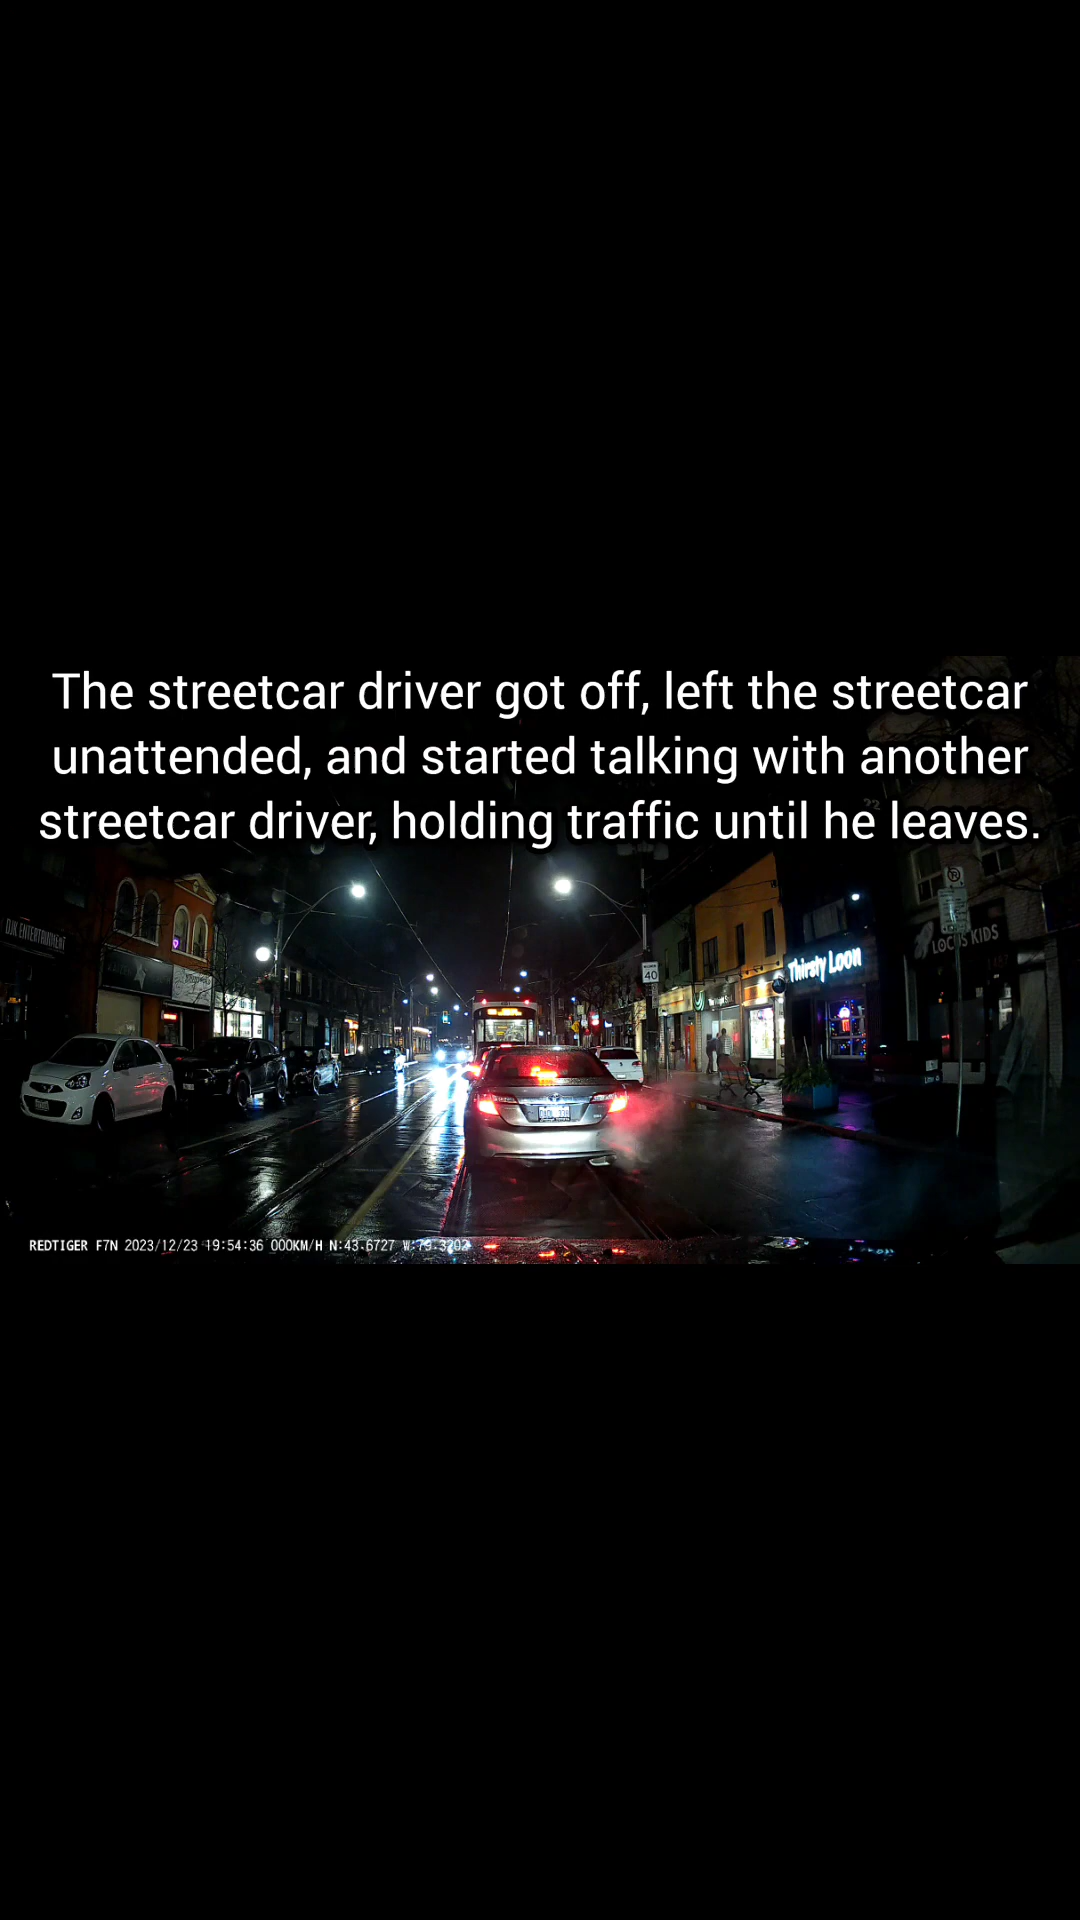 The streetcar driver got off, left the streetcar
unattended, and started talking with another
streetcar driver, holding traffic until he leaves.
DJK ENTERTAINMENT
LOCUS KIDS
Thirsty Loon
40
REDTIGER F7N 2023/12/23 19:54:36 000KM/H N:43.6727 W:79.3202